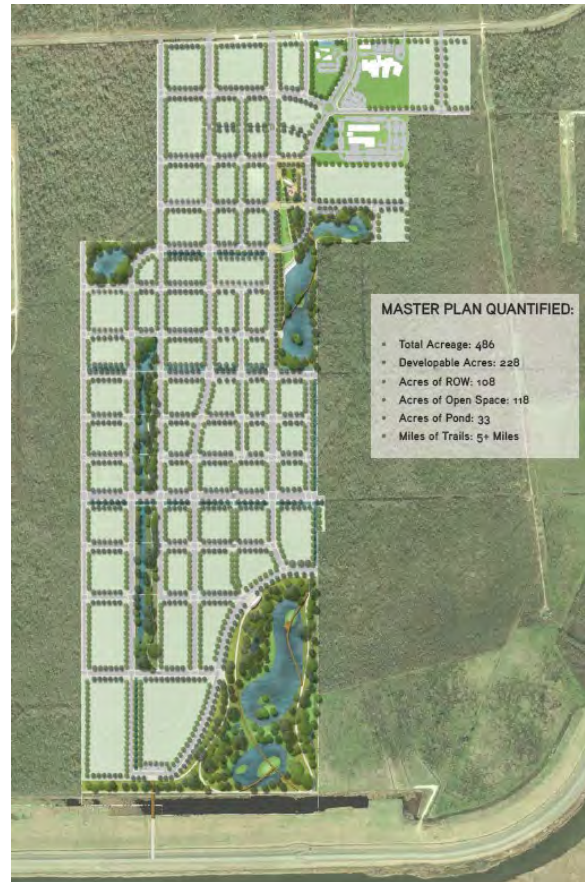 MASTER PLAN QUANTIFIED:
• Total Acreage: 486
• Developable Acres: 228
• Acres of ROW: 108
• Acres of Open Space: 118
• Acres of Pond: 33
• Miles of Trails: 5+ Miles